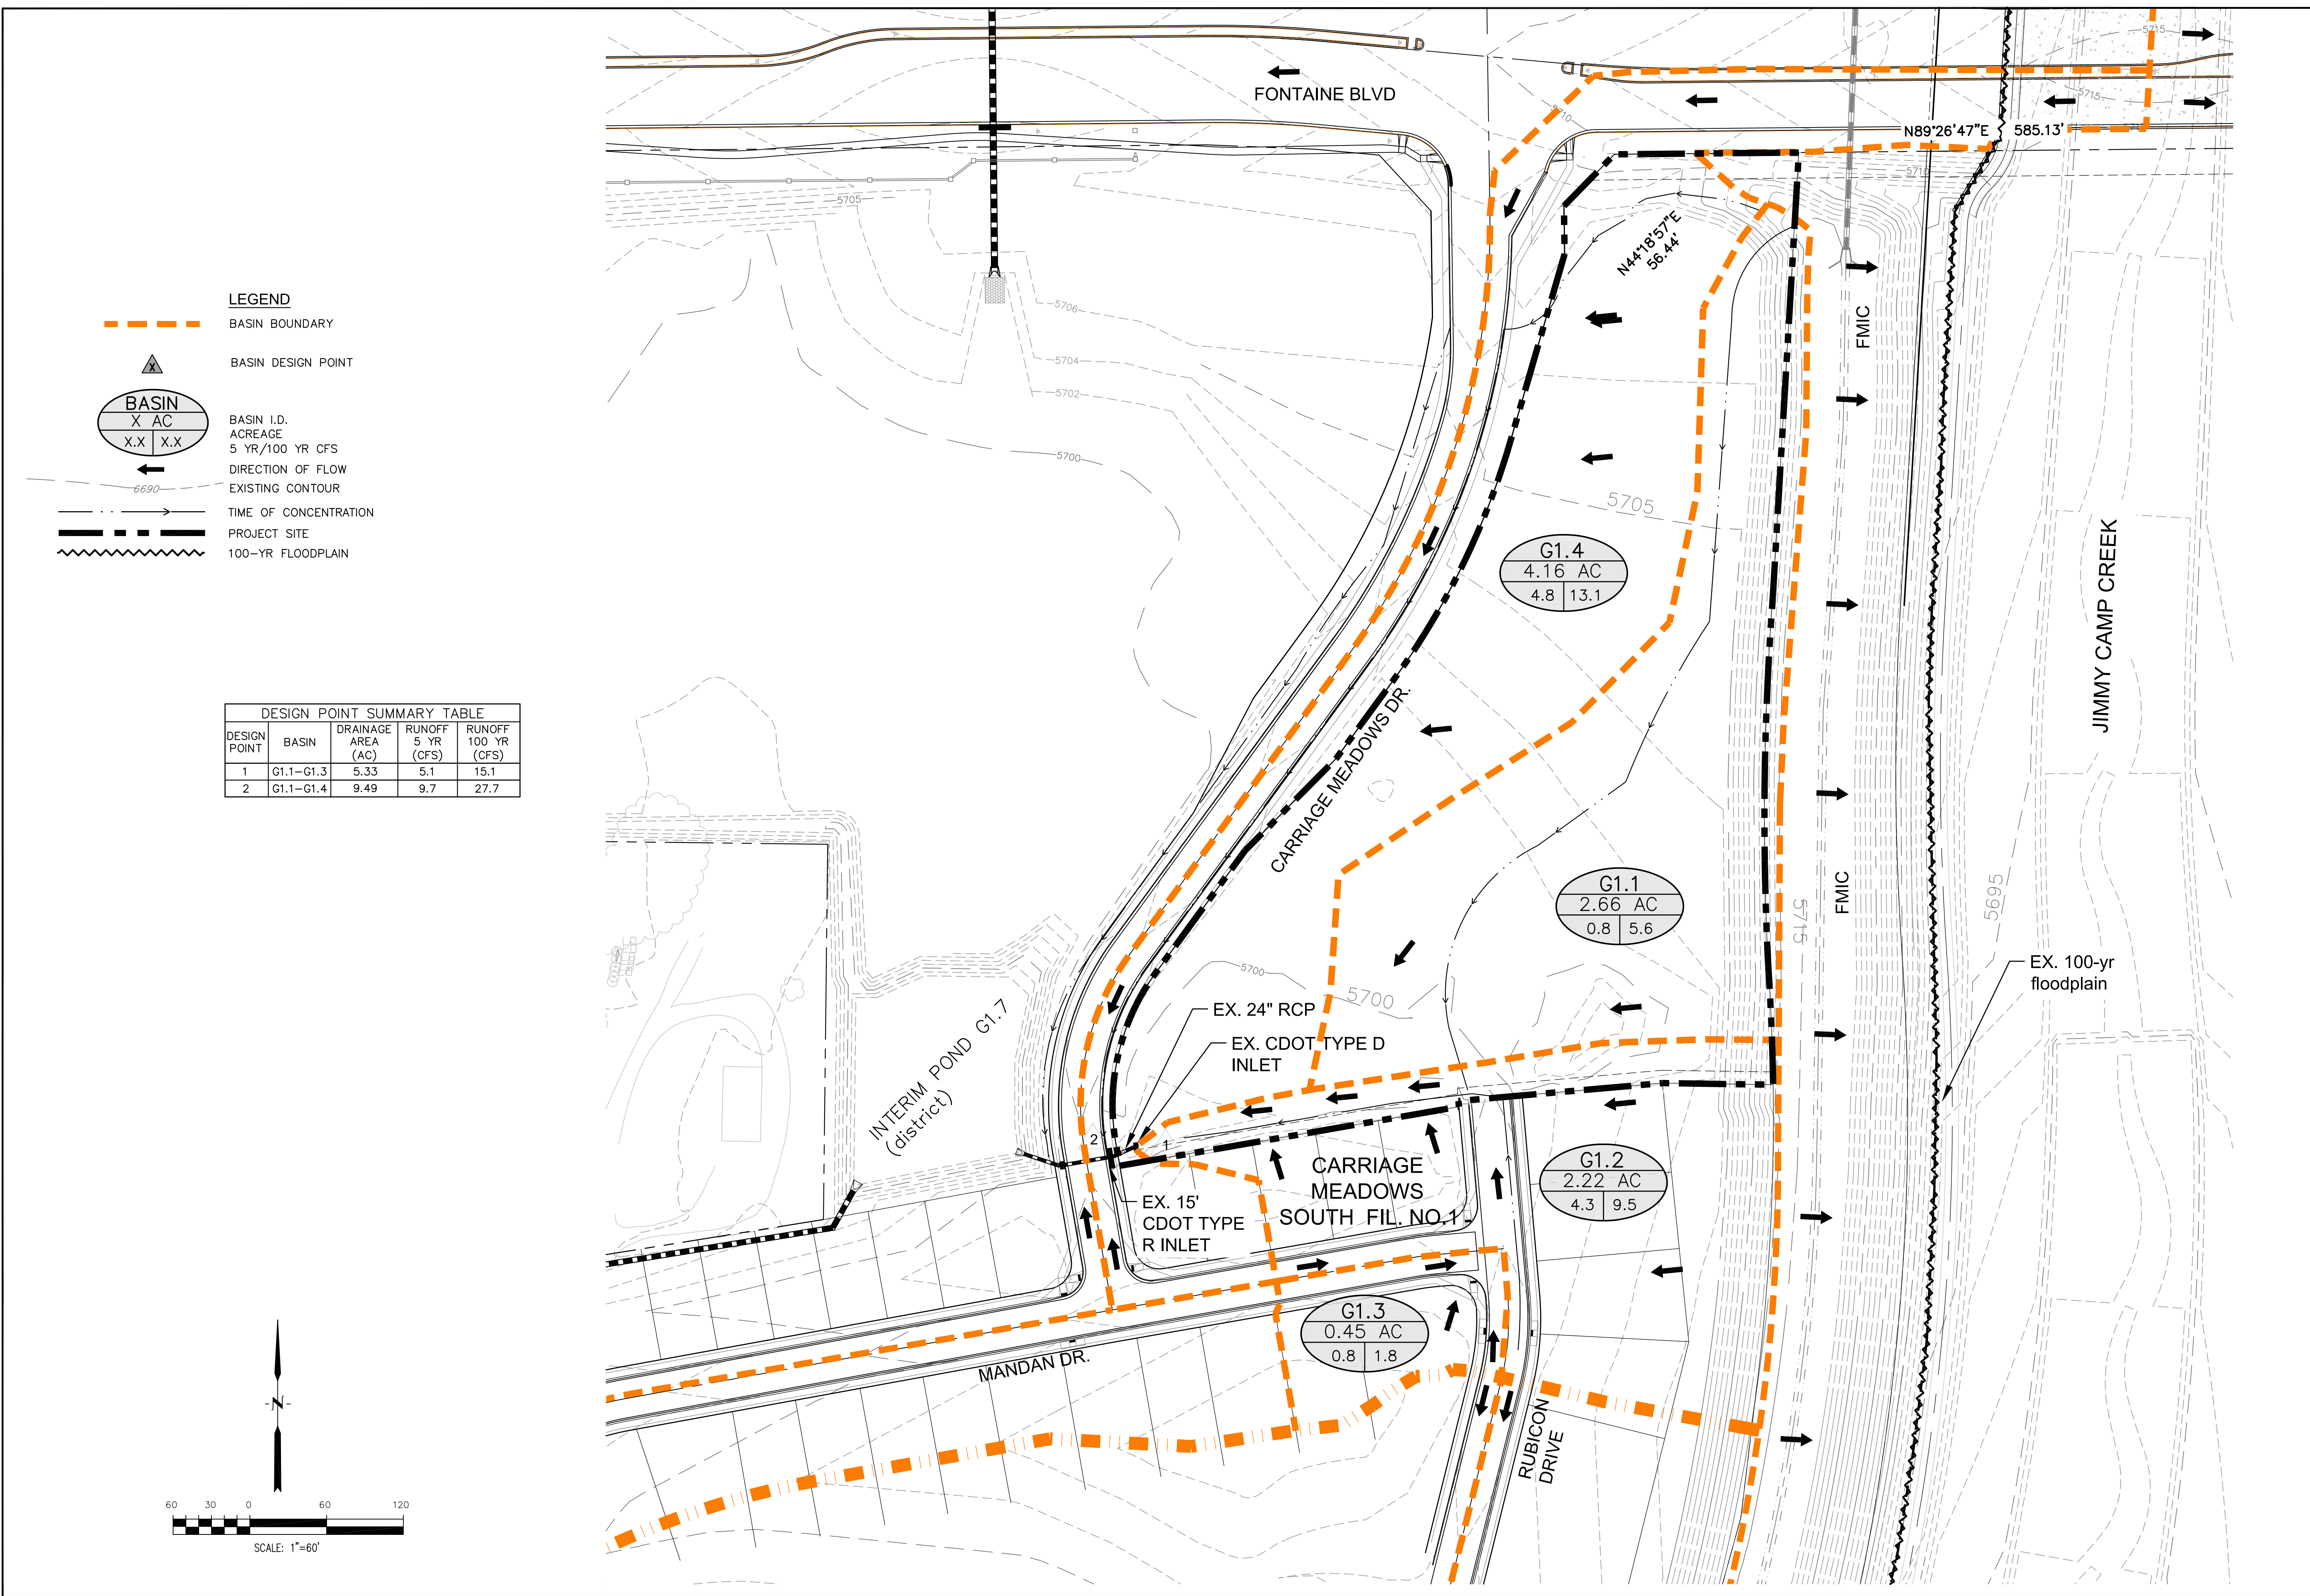 FONTAINE BLVD
N89°26'47"E 585.13'
5715
5715
5710
5710
5705
N44°18'57"E
56.44'
LEGEND
BASIN BOUNDARY
X
BASIN DESIGN POINT
BASIN
X AC
X.X X.X
BASIN I.D.
ACREAGE
5 YR/100 YR CFS
DIRECTION OF FLOW
6690
EXISTING CONTOUR
TIME OF CONCENTRATION
PROJECT SITE
100-YR FLOODPLAIN
5706
5704
5702
5700
FMIC
5705
G1.4
4.16 AC
4.8 13.1
JIMMY CAMP CREEK
DESIGN POINT SUMMARY TABLE
DESIGN POINT
BASIN
DRAINAGE AREA (AC)
RUNOFF 5 YR (CFS)
RUNOFF 100 YR (CFS)
1 G1.1-G1.3 5.33 5.1 15.1
2 G1.1-G1.4 9.49 9.7 27.7
CARRIAGE MEADOWS DR.
G1.1
2.66 AC
0.8 5.6
5715
FMIC
5695
EX. 100-yr
floodplain
5700
5700
EX. 24" RCP
EX. CDOT TYPE D
INLET
INTERIM POND G1.7
(district)
2
1
CARRIAGE
MEADOWS
SOUTH FIL. NO.1
EX. 15'
CDOT TYPE
R INLET
G1.2
2.22 AC
4.3 9.5
G1.3
0.45 AC
0.8 1.8
MANDAN DR.
RUBICON
DRIVE
N
60 30 0 60 120
SCALE: 1"=60'